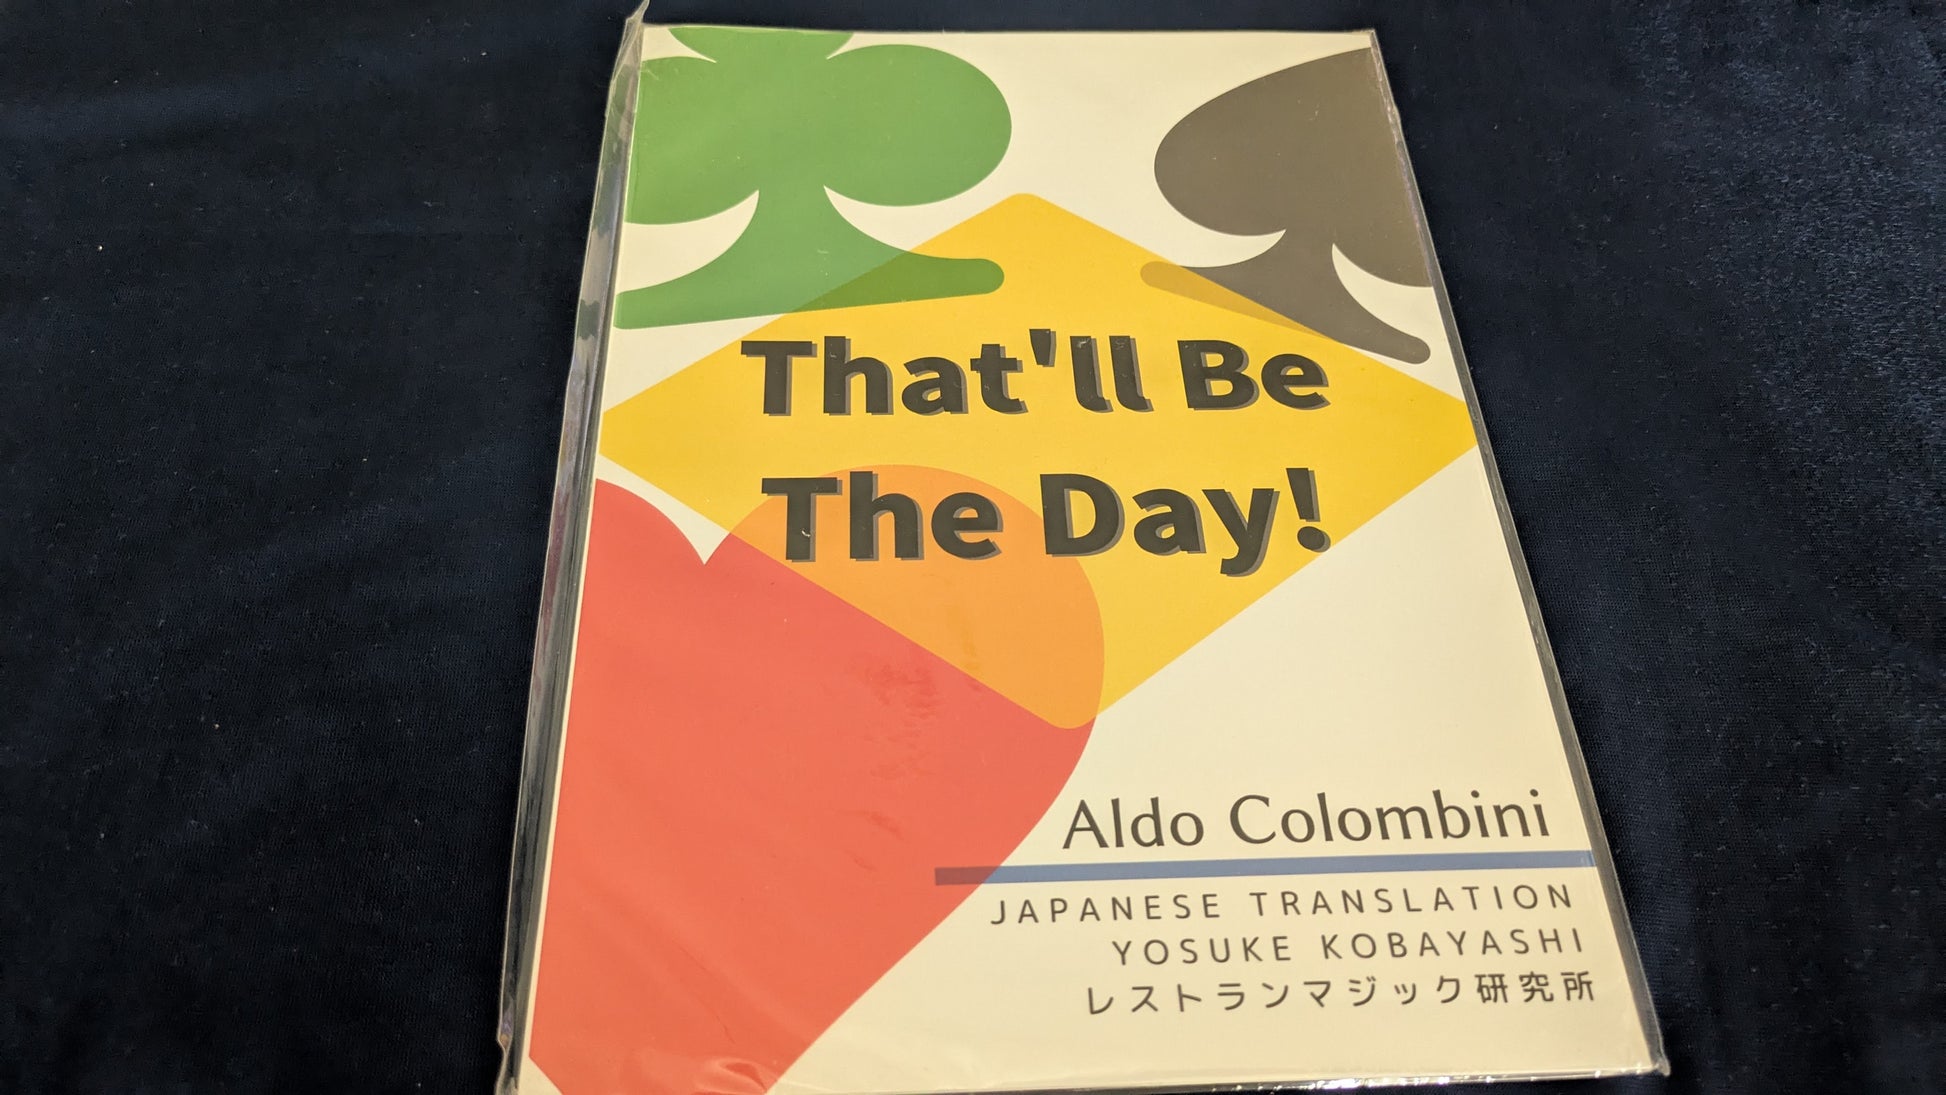 That'll Be
The Day!
Aldo Colombini
JAPANESE TRANSLATION
YOSUKE KOBAYASHI
レストランマジック研究所